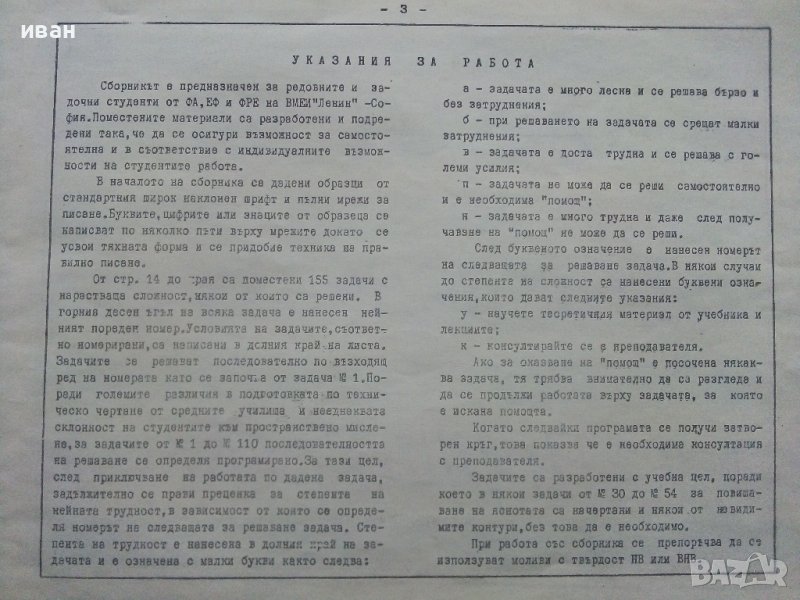 иван
- 3 -
УКАЗАНИЯ ЗА РАБОТА
Сборникът е предназначен за редовните и за-
дочни студенти от ФА,ЕФ и ФРЕ на ВМЕИ"Ленин" -Со-
фия.Поместените материали са разработени и подре-
дени така,че да се осигури възможност за самосто-
ятелна и в съответствие с индивидуалните възмож-
ности на студентите работа.
В началото на сборника са дадени образци от
стандартния широк наклонен шрифт и пълни мрежи за
писане.Буквите,цифрите или знаците от образеца се
написват по няколко пъти върху мрежите докато се
усвои тяхната форма и се придобие техника на пра-
вилно писане.
От стр. 14 до края са поместени 155 задачи с
нарастваща сложност,някои от които са решени. В
горния десен ъгъл на всяка задача е нанесен ней-
ният пореден номер.Условията на задачите,съответ-
но номерирани,са написани в долния край на листа.
Задачите се решават последователно по възходящ
ред на номерата като се започва от задача № 1.По-
ради големите различия в подготовката по техни-
ческо чертане от средните училища и нееднаквата
склонност на студентите към пространствено мисле-
не,за задачите от № 1 до № 110 последователността
на решаване се определя програмирано.За тази цел,
след приключване на работата по дадена задача,
задължително се прави преценка за степента на
нейната трудност,в зависимост от която се опреде-
ля номерът на следващата за решаване задача. Сте-
пента на трудност е нанесена в долния край на за-
дачата и е означена с малки букви както следва:
а - задачата е много лесна и се решава бързо и
без затруднения;
б - при решаването на задачата се срещат малки
затруднения;
в - задачата е доста трудна и се решава с го-
леми усилия;
п - задачата не може да се реши самостоятелно
и е необходима "помощ";
н - задачата е много трудна и даже след полу-
чаване на "помощ" не може да се реши.
След буквеното означение е нанесен номерът
на следващата за решаване задача.В някои случаи
до степента на сложност са нанесени буквени озна-
чения,които дават следните указания:
у - научете теоретичния материал от учебника и
лекциите;
к - консултирайте се с преподавателя.
Ако за оказване на "помощ" е посочена някак-
ва задача, тя трябва внимателно да се разгледа и
да се продължи работата върху задачата, за която
е искана помощта.
Когато следвайки програмата се получи затво-
рен кръг,това показва че е необходима консултация
с преподавателя.
Задачите са разработени с учебна цел, поради
което в някои задачи от № 30 до № 54 за повиша-
ване на яснотата са начертани и някои от невиди-
мите контури,без това да е необходимо.
При работа със сборника се препоръчва да се
използуват моливи с твърдост НВ или ВНВ.
BAZAR